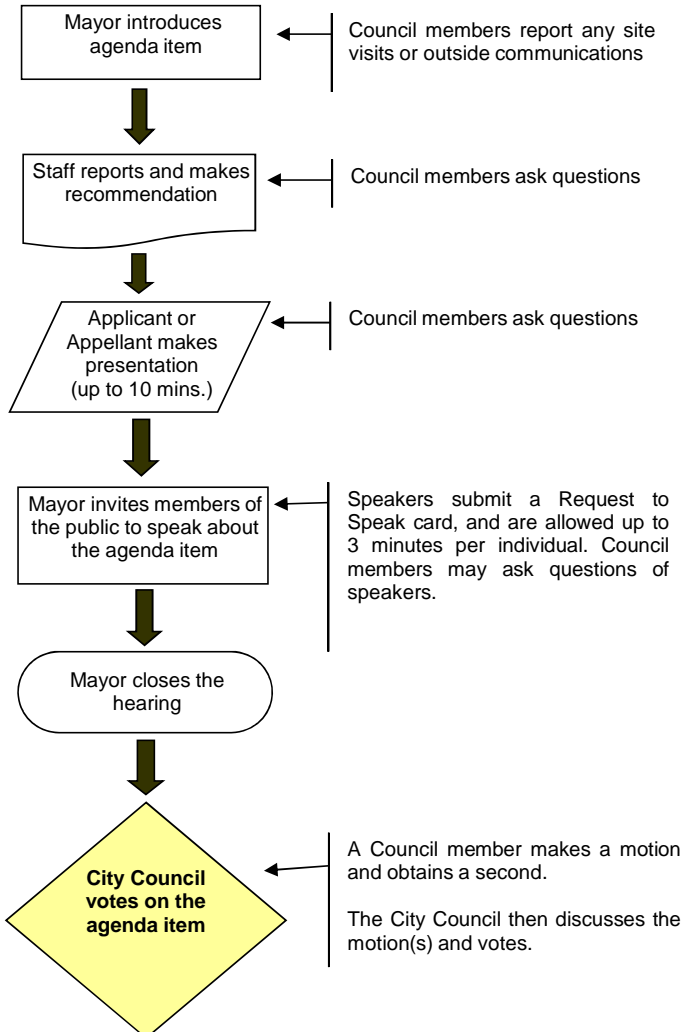 Mayor introduces
agenda item
Council members report any site
visits or outside communications
Staff reports and makes
recommendation
Council members ask questions
Applicant or
Appellant makes
presentation
(up to 10 mins.)
Council members ask questions
Mayor invites members of
the public to speak about
the agenda item
Speakers submit a Request to
Speak card, and are allowed up to
3 minutes per individual. Council
members may ask questions of
speakers.
Mayor closes the
hearing
City Council
votes on the
agenda item
A Council member makes a motion
and obtains a second.
The City Council then discusses the
motion(s) and votes.